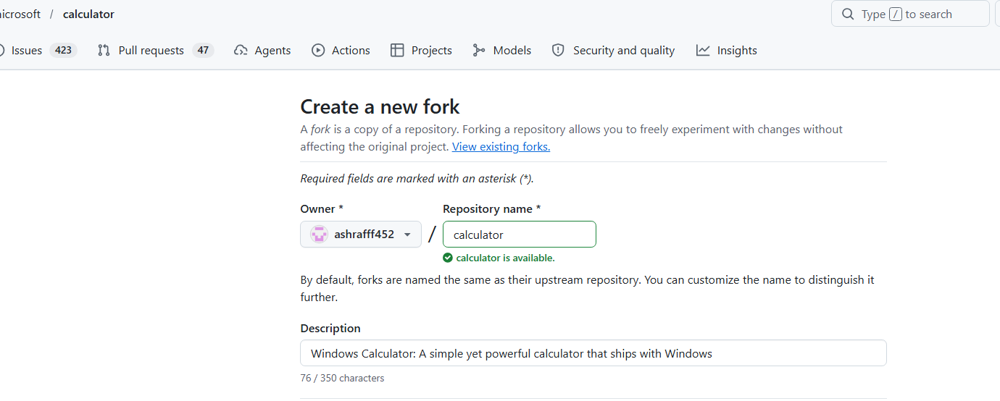 / calculator
Type / to search
Issues 423 Pull requests 47 Agents Actions Projects Models Security and quality Insights
Create a new fork
A fork is a copy of a repository. Forking a repository allows you to freely experiment with changes without
affecting the original project. View existing forks.
Required fields are marked with an asterisk (*).
Owner * Repository name *
ashrafff452 / calculator
calculator is available.
By default, forks are named the same as their upstream repository. You can customize the name to distinguish it
further.
Description
Windows Calculator: A simple yet powerful calculator that ships with Windows
76 / 350 characters